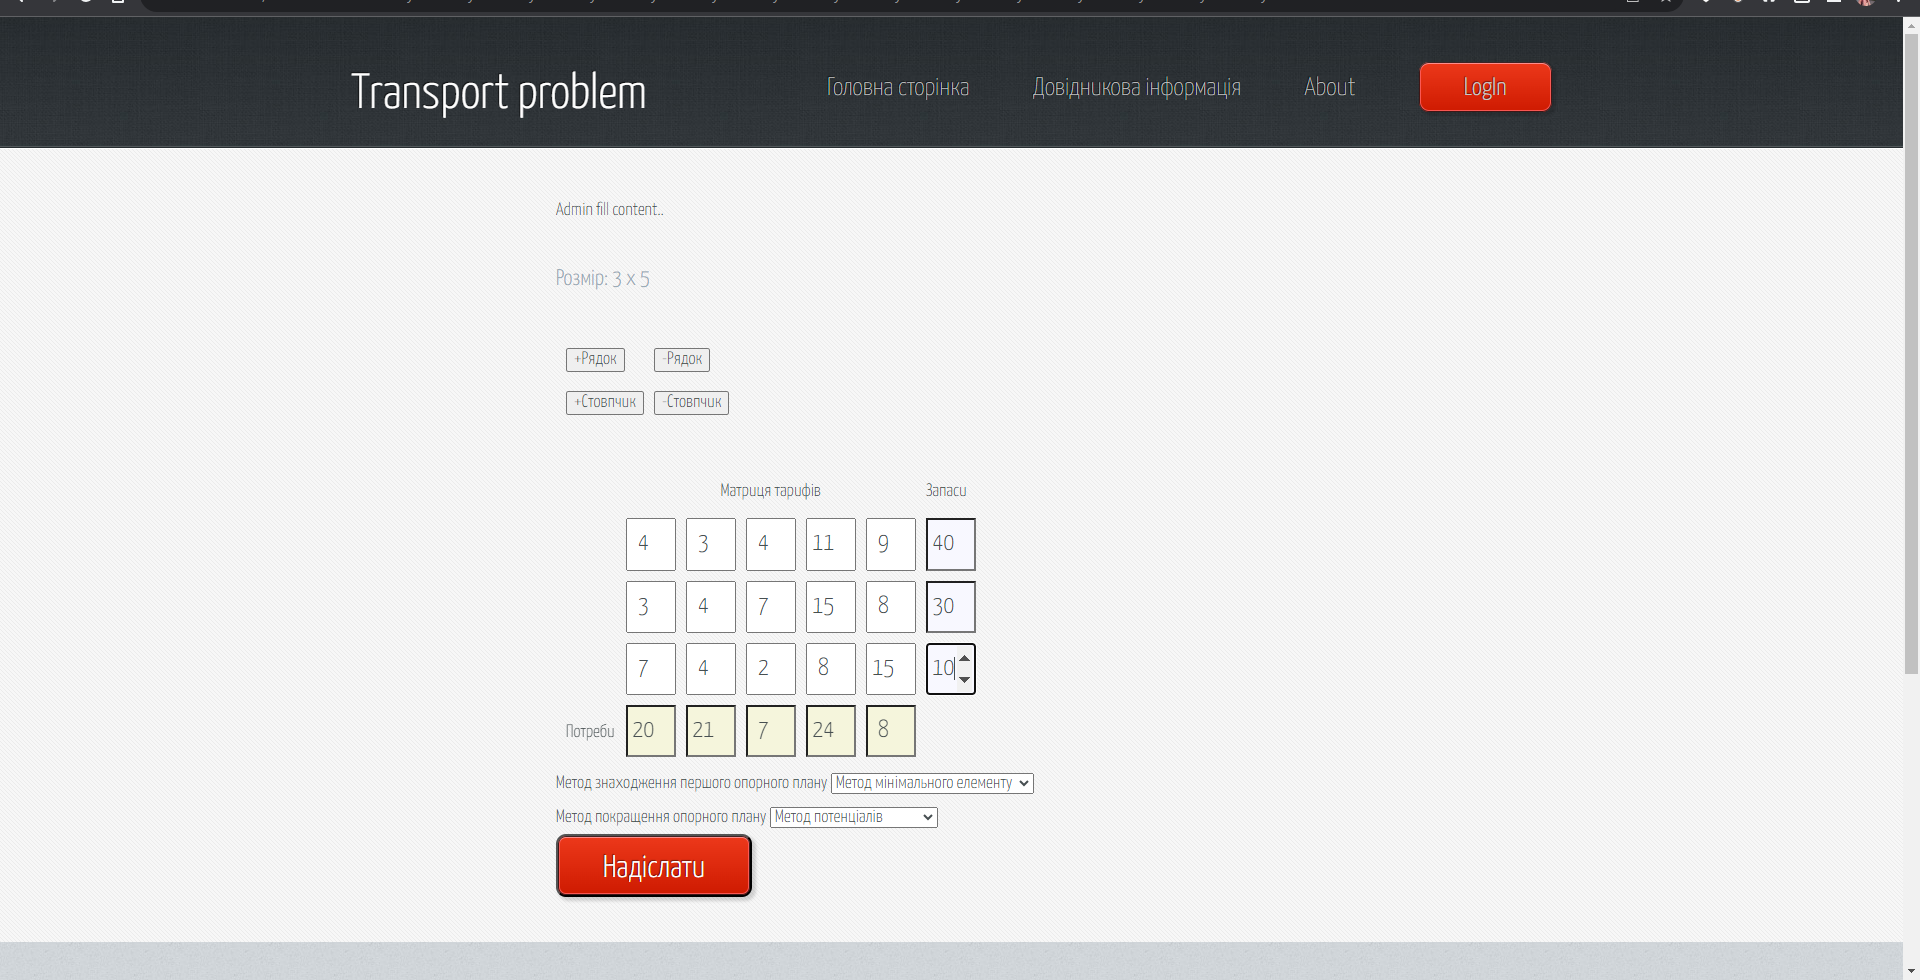 Transport problem
Головна сторінка
Довідникова інформація
About
LogIn
Admin fill content..
Розмір: 3 x 5
+Рядок -Рядок
+Стовпчик -Стовпчик
Матриця тарифів Запаси
4 3 4 11 9 40
3 4 7 15 8 30
7 4 2 8 15 10
Потреби 20 21 7 24 8
Метод знаходження першого опорного плану Метод мінімального елементу
Метод покращення опорного плану Метод потенціалів
Надіслати